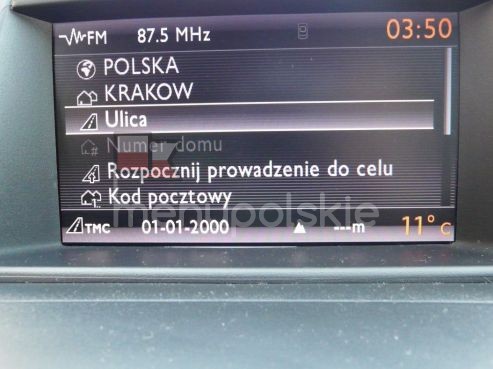 FM 87.5 MHz 03:50
POLSKA
KRAKOW
Ulica
Numer domu
Rozpocznij prowadzenie do celu
Kod pocztowy
menupolskie
TMC 01-01-2000 ---m 11°C